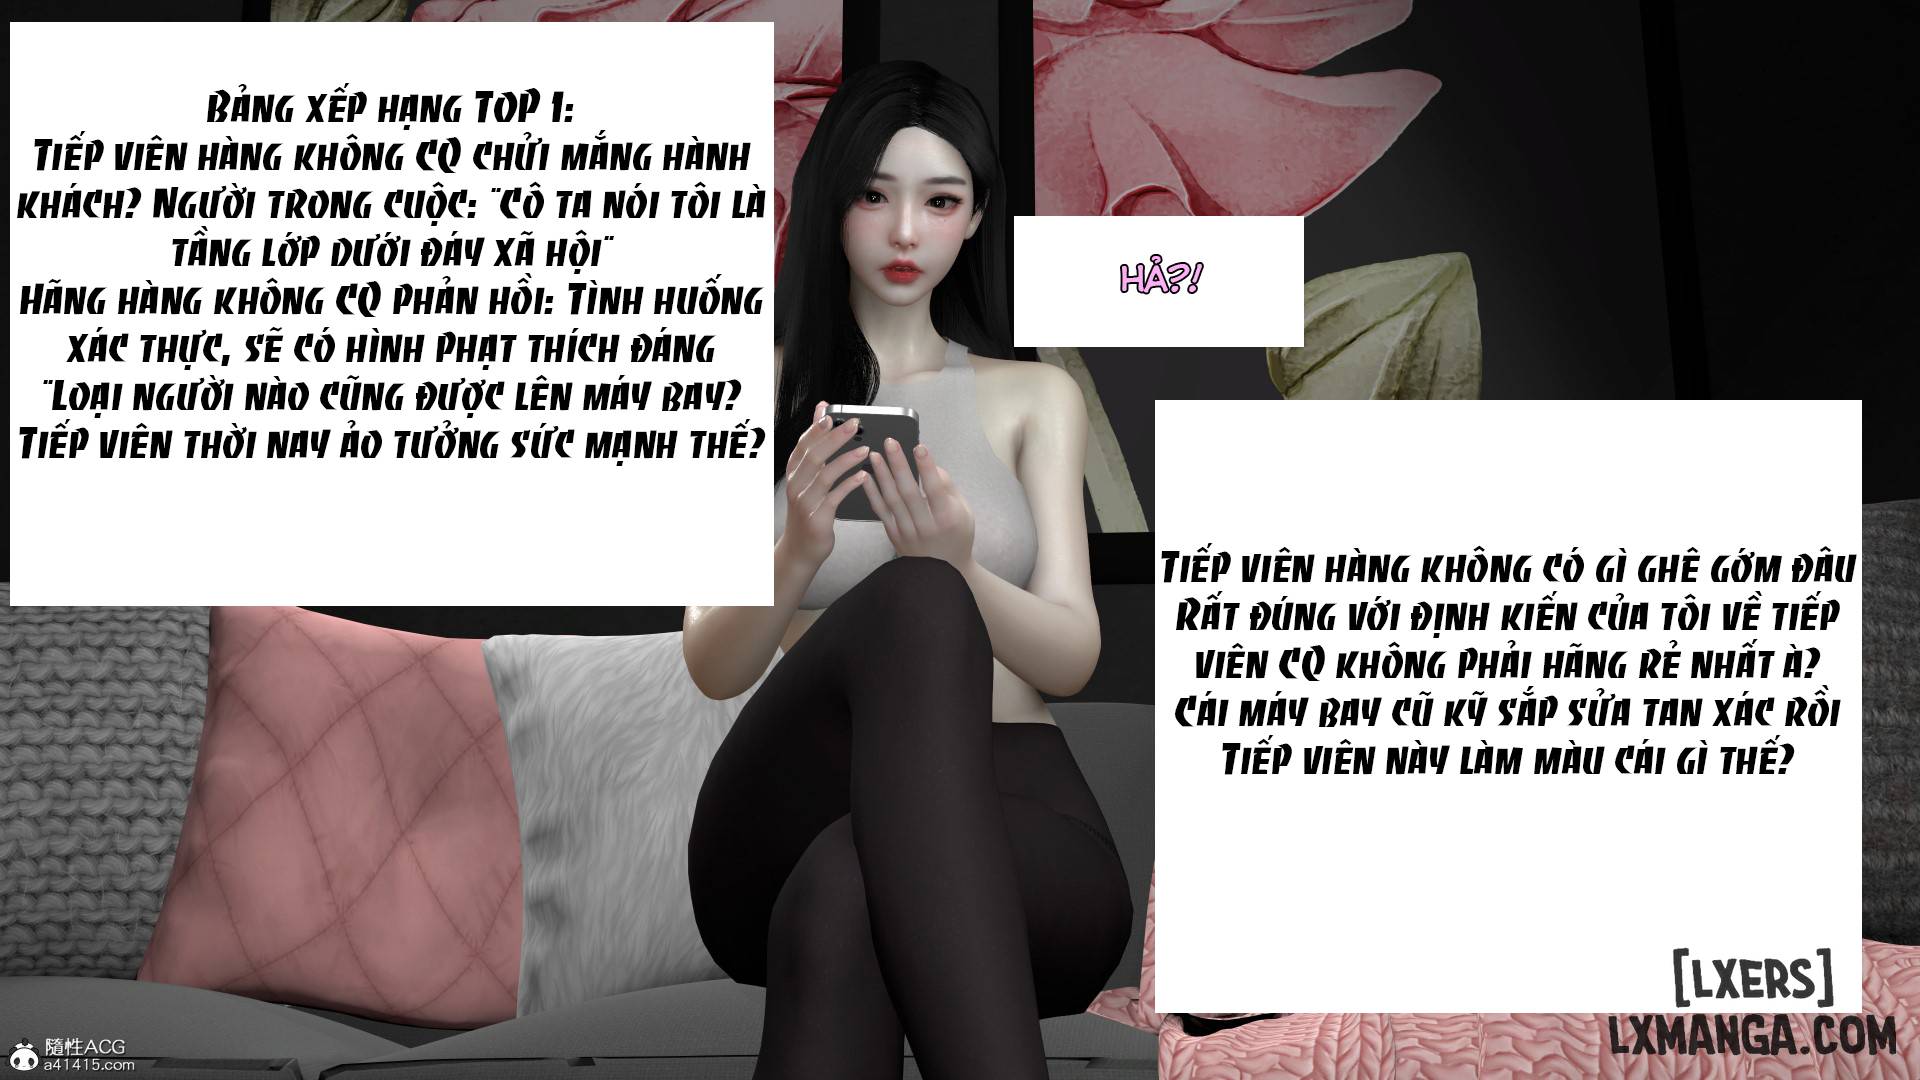 Bảng xếp hạng TOP 1:
Tiếp viên hàng không CQ chửi mắng hành
khách? Người trong cuộc: "Cô ta nói tôi là
tầng lớp dưới đáy xã hội"
Hãng hàng không CQ phản hồi: Tình huống
xác thực, sẽ có hình phạt thích đáng
"Loại người nào cũng được lên máy bay?
Tiếp viên thời nay ảo tưởng sức mạnh thế?
HẢ?!
Tiếp viên hàng không có gì ghê gớm đâu
Rất đúng với định kiến của tôi về tiếp
viên CQ không phải hãng rẻ nhất à?
Cái máy bay cũ kỹ sắp sửa tan xác rồi
Tiếp viên này làm màu cái gì thế?
[LXERS]
LXMANGA.COM
隨性ACG
a41415.com